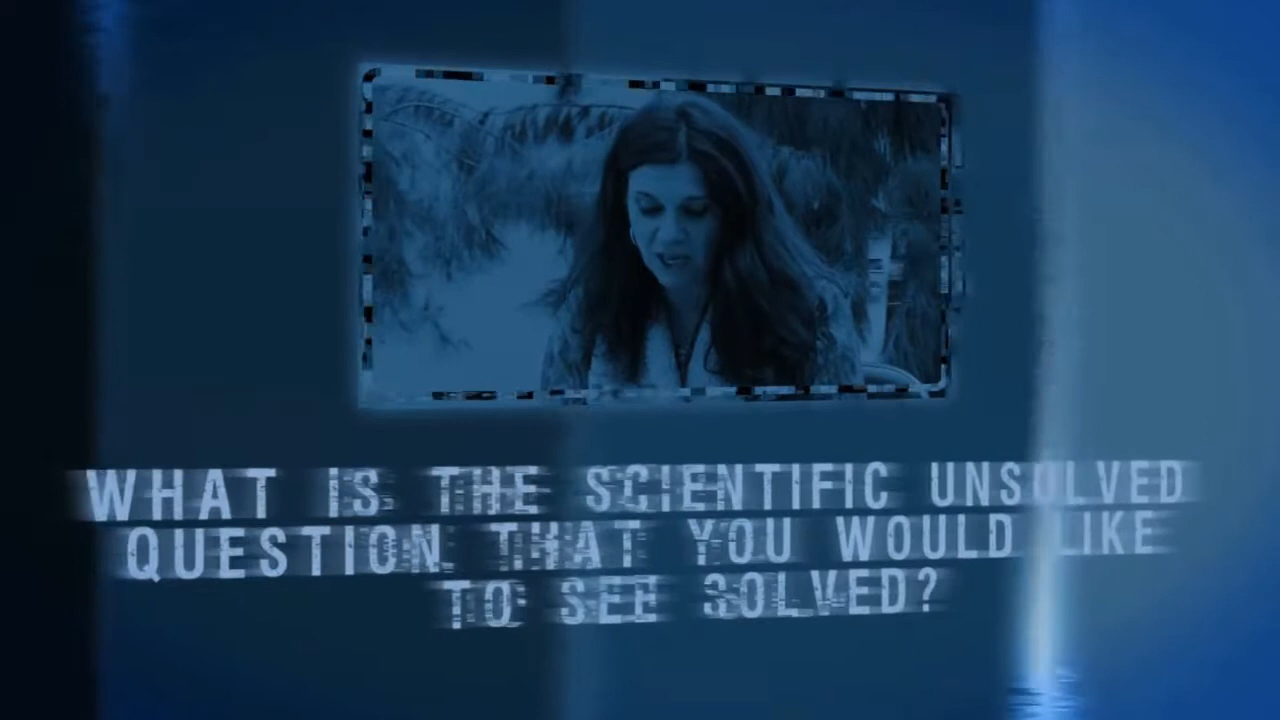 WHAT IS THE SCIENTIFIC UNSOLVED
QUESTION THAT YOU WOULD LIKE
TO SEE SOLVED?